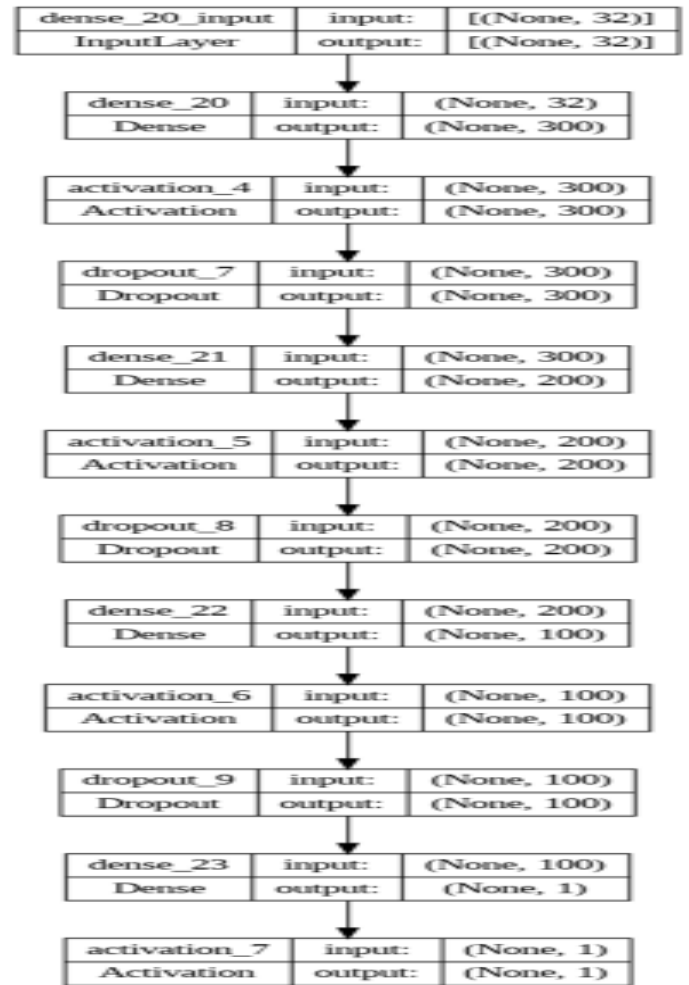 dense_20_input input: [(None, 32)]
InputLayer output: [(None, 32)]
dense_20 input: (None, 32)
Dense output: (None, 300)
activation_4 input: (None, 300)
Activation output: (None, 300)
dropout_7 input: (None, 300)
Dropout output: (None, 300)
dense_21 input: (None, 300)
Dense output: (None, 200)
activation_5 input: (None, 200)
Activation output: (None, 200)
dropout_8 input: (None, 200)
Dropout output: (None, 200)
dense_22 input: (None, 200)
Dense output: (None, 100)
activation_6 input: (None, 100)
Activation output: (None, 100)
dropout_9 input: (None, 100)
Dropout output: (None, 100)
dense_23 input: (None, 100)
Dense output: (None, 1)
activation_7 input: (None, 1)
Activation output: (None, 1)